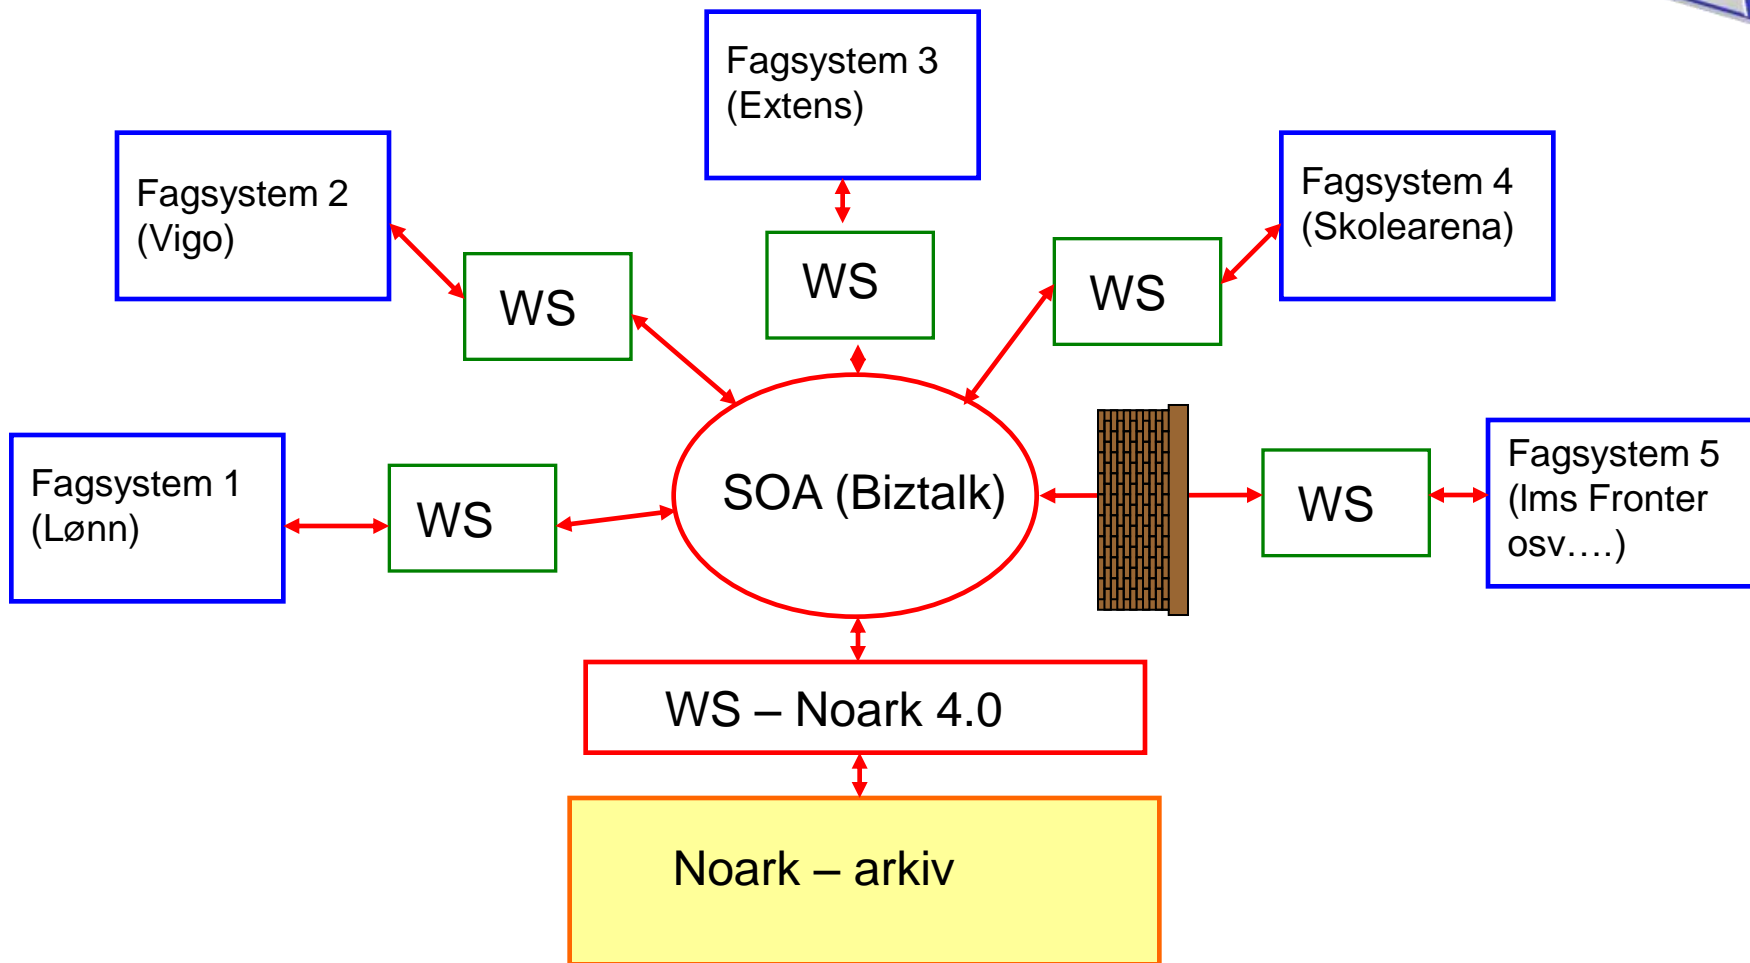 Fagsystem 3
(Extens)
Fagsystem 2
(Vigo)
Fagsystem 4
(Skolearena)
WS
WS
WS
Fagsystem 1
(Lønn)
WS
SOA (Biztalk)
WS
Fagsystem 5
(lms Fronter
osv….)
WS – Noark 4.0
Noark – arkiv